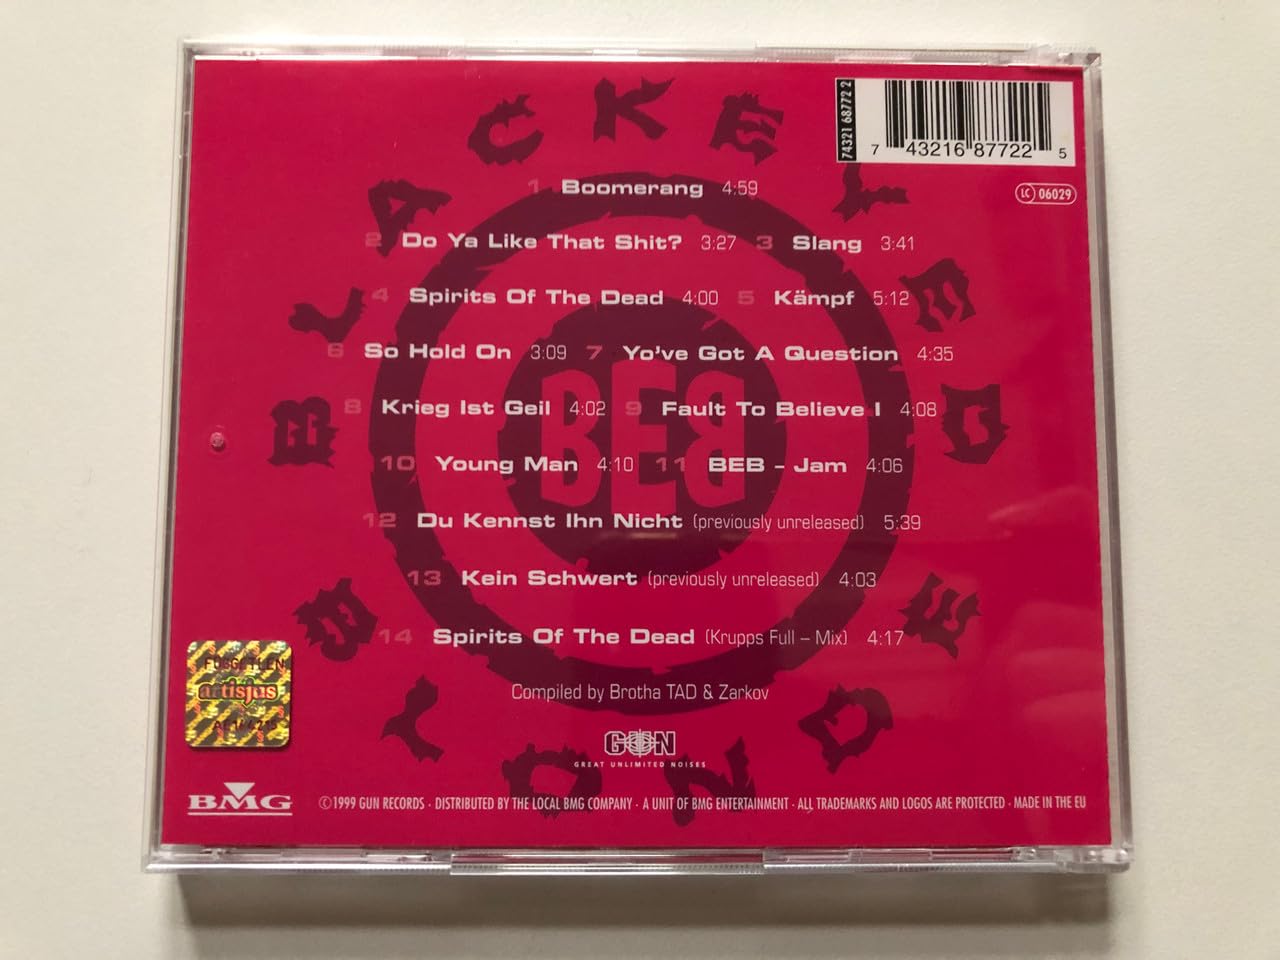 BLACKEYED BLONDE
74321 68772 2
7 43216 87722 5
LC 06029
1 Boomerang 4:59
2 Do Ya Like That Shit? 3:27 3 Slang 3:41
4 Spirits Of The Dead 4:00 5 Kämpf 5:12
6 So Hold On 3:09 7 Yo've Got A Question 4:35
8 Krieg Ist Geil 4:02 9 Fault To Believe I 4:08
BEB
10 Young Man 4:10 11 BEB – Jam 4:06
12 Du Kennst Ihn Nicht (previously unreleased) 5:39
13 Kein Schwert (previously unreleased) 4:03
14 Spirits Of The Dead (Krupps Full – Mix) 4:17
artisjus
Compiled by Brotha TAD & Zarkov
GUN
GREAT UNLIMITED NOISES
BMG
©1999 GUN RECORDS · DISTRIBUTED BY THE LOCAL BMG COMPANY · A UNIT OF BMG ENTERTAINMENT · ALL TRADEMARKS AND LOGOS ARE PROTECTED · MADE IN THE EU